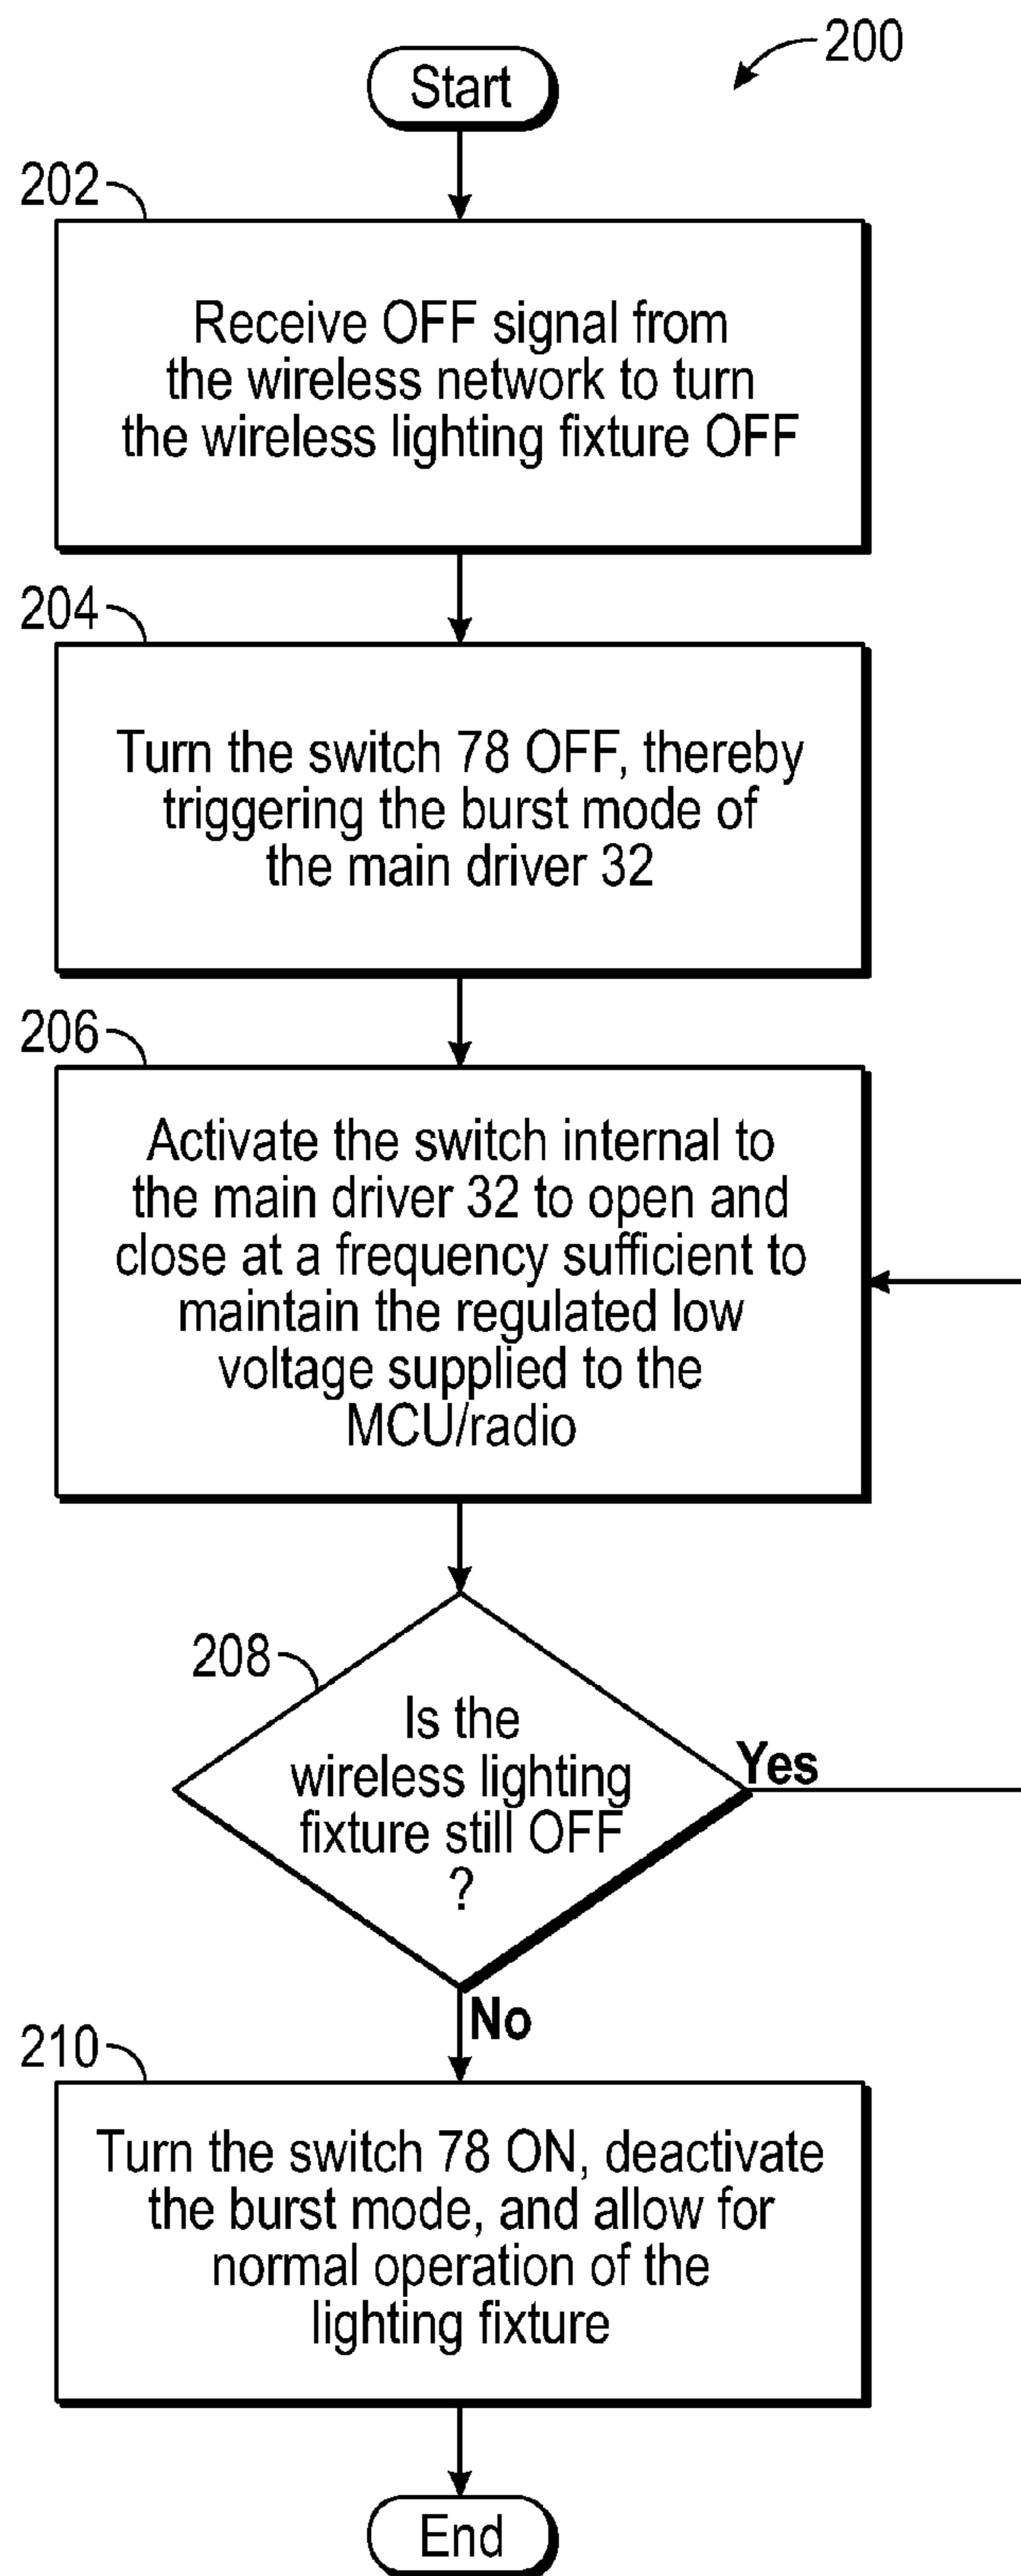 200
Start
202
Receive OFF signal from
the wireless network to turn
the wireless lighting fixture OFF
204
Turn the switch 78 OFF, thereby
triggering the burst mode of
the main driver 32
206
Activate the switch internal to
the main driver 32 to open and
close at a frequency sufficient to
maintain the regulated low
voltage supplied to the
MCU/radio
208
Is the
wireless lighting
fixture still OFF
?
Yes
No
210
Turn the switch 78 ON, deactivate
the burst mode, and allow for
normal operation of the
lighting fixture
End